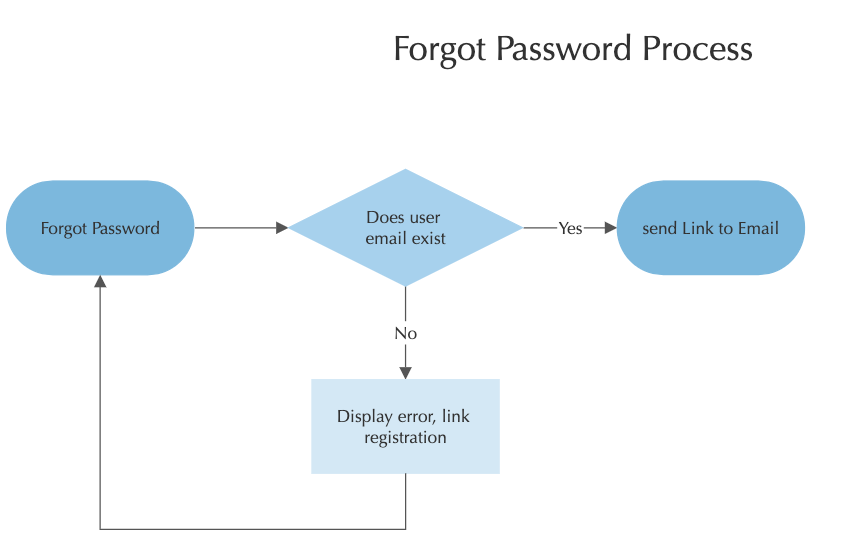 Forgot Password Process
Forgot Password
Does user
email exist
Yes
send Link to Email
No
Display error, link
registration